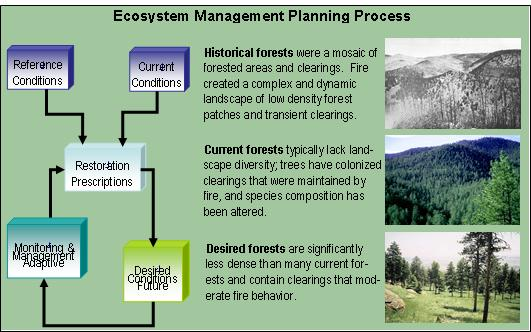 Ecosystem Management Planning Process
Reference
Conditions
Current
Conditions
Restoration
Prescriptions
Monitoring &
Management
Adaptive
Desired
Conditions
Future
Historical forests were a mosaic of
forested areas and clearings. Fire
created a complex and dynamic
landscape of low density forest
patches and transient clearings.
Current forests typically lack land-
scape diversity; trees have colonized
clearings that were maintained by
fire, and species composition has
been altered.
Desired forests are significantly
less dense than many current for-
ests and contain clearings that mod-
erate fire behavior.